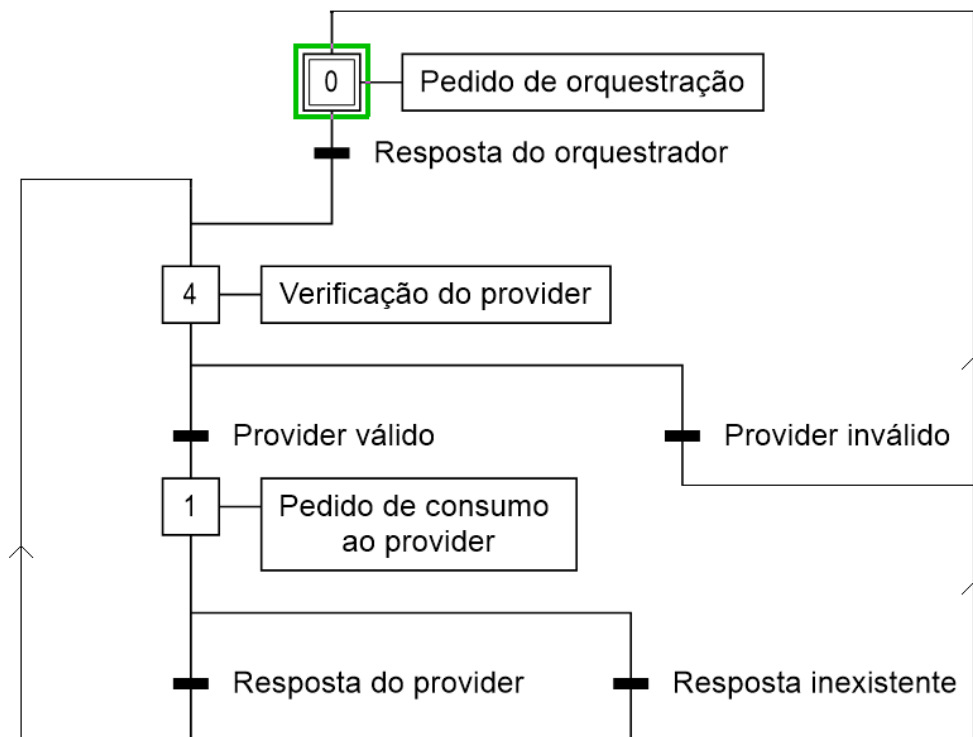 0
Pedido de orquestração
Resposta do orquestrador
4
Verificação do provider
Provider válido
Provider inválido
1
Pedido de consumo
ao provider
Resposta do provider
Resposta inexistente